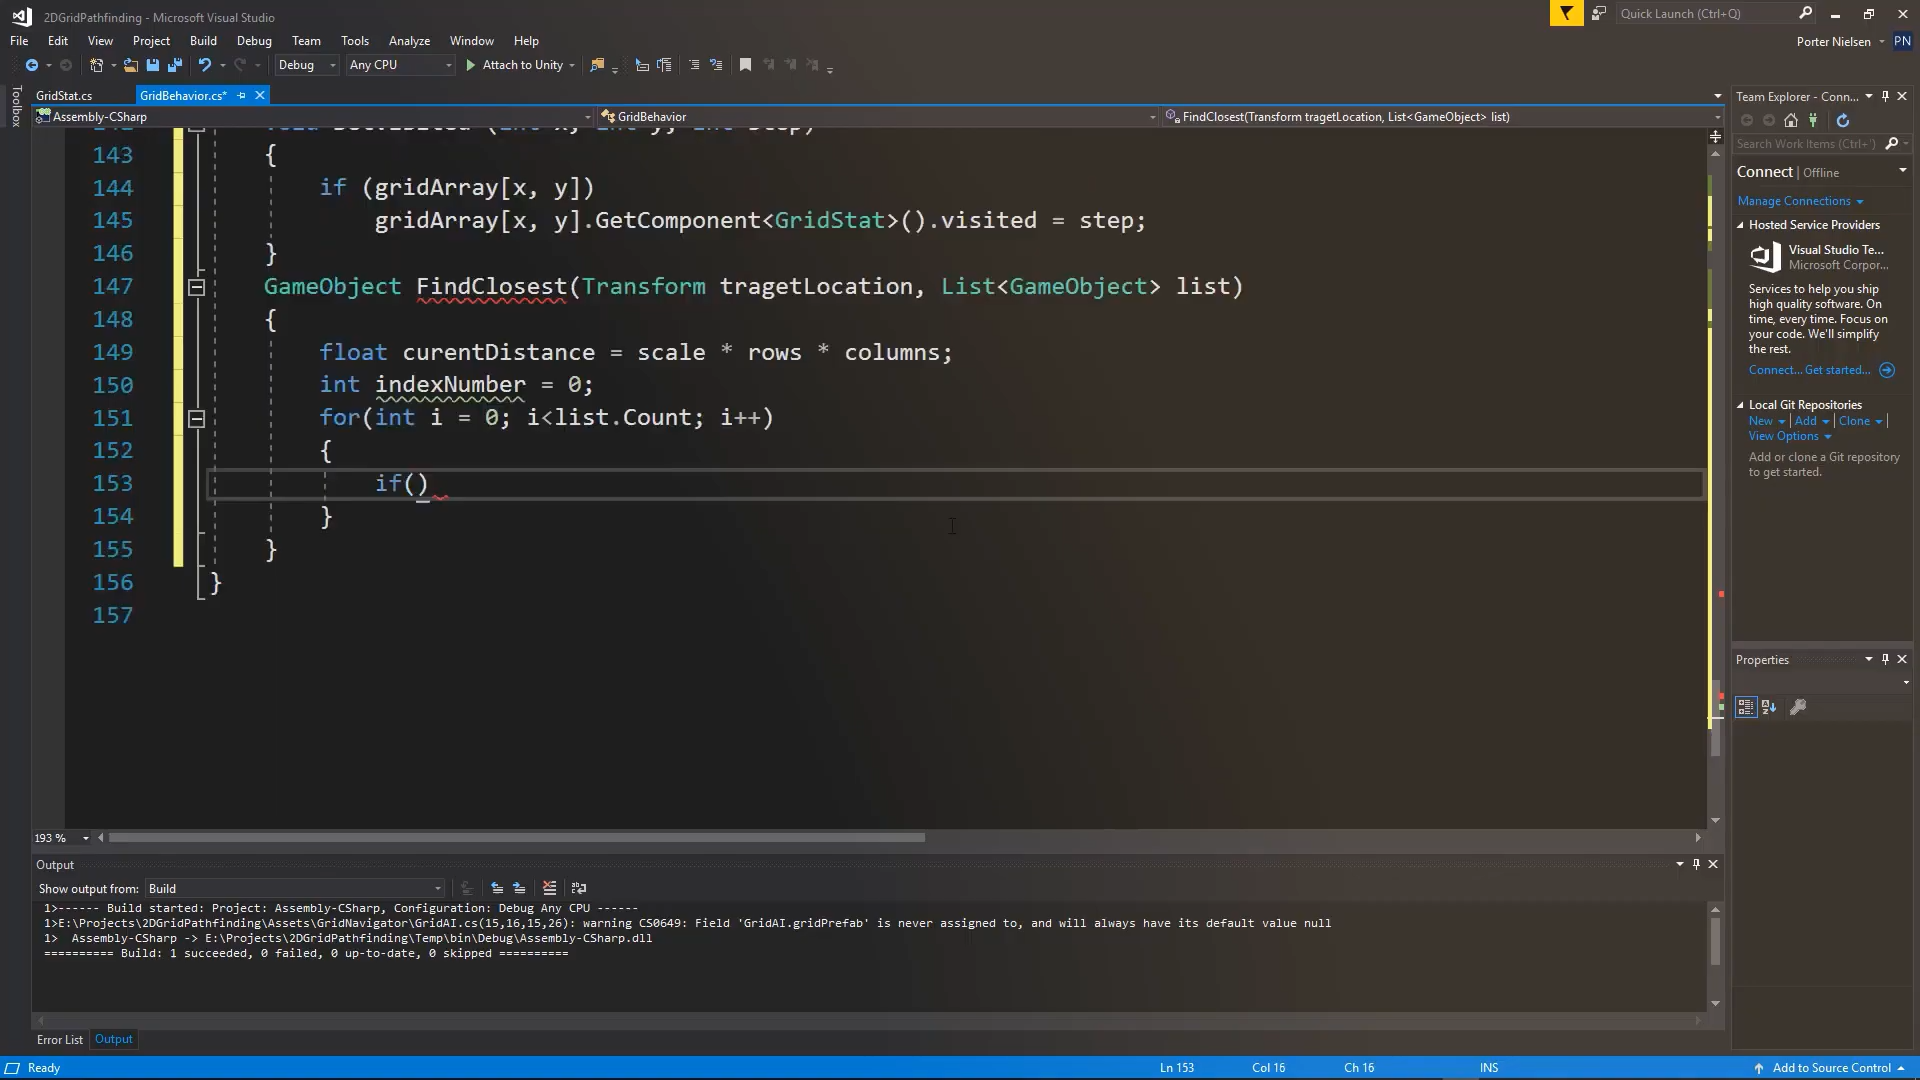 2DGridPathfinding - Microsoft Visual Studio
Quick Launch (Ctrl+Q)
File Edit View Project Build Debug Team Tools Analyze Window Help
Porter Nielsen PN
Debug Any CPU Attach to Unity
Toolbox
GridStat.cs GridBehavior.cs*
Assembly-CSharp GridBehavior FindClosest(Transform tragetLocation, List<GameObject> list)
143 {
144 if (gridArray[x, y])
145 gridArray[x, y].GetComponent<GridStat>().visited = step;
146 }
147 GameObject FindClosest(Transform tragetLocation, List<GameObject> list)
148 {
149 float curentDistance = scale * rows * columns;
150 int indexNumber = 0;
151 for(int i = 0; i<list.Count; i++)
152 {
153 if()
154 }
155 }
156 }
157
193 %
Team Explorer - Conn...
Search Work Items (Ctrl+')
Connect | Offline
Manage Connections
Hosted Service Providers
Visual Studio Te...
Microsoft Corpor...
Services to help you ship
high quality software. On
time, every time. Focus on
your code. We'll simplify
the rest.
Connect... Get started...
Local Git Repositories
New Add Clone
View Options
Add or clone a Git repository
to get started.
Properties
Output
Show output from: Build
1>------ Build started: Project: Assembly-CSharp, Configuration: Debug Any CPU ------
1>E:\Projects\2DGridPathfinding\Assets\GridNavigator\GridAI.cs(15,16,15,26): warning CS0649: Field 'GridAI.gridPrefab' is never assigned to, and will always have its default value null
1> Assembly-CSharp -> E:\Projects\2DGridPathfinding\Temp\bin\Debug\Assembly-CSharp.dll
========== Build: 1 succeeded, 0 failed, 0 up-to-date, 0 skipped ==========
Error List Output
Ready Ln 153 Col 16 Ch 16 INS Add to Source Control